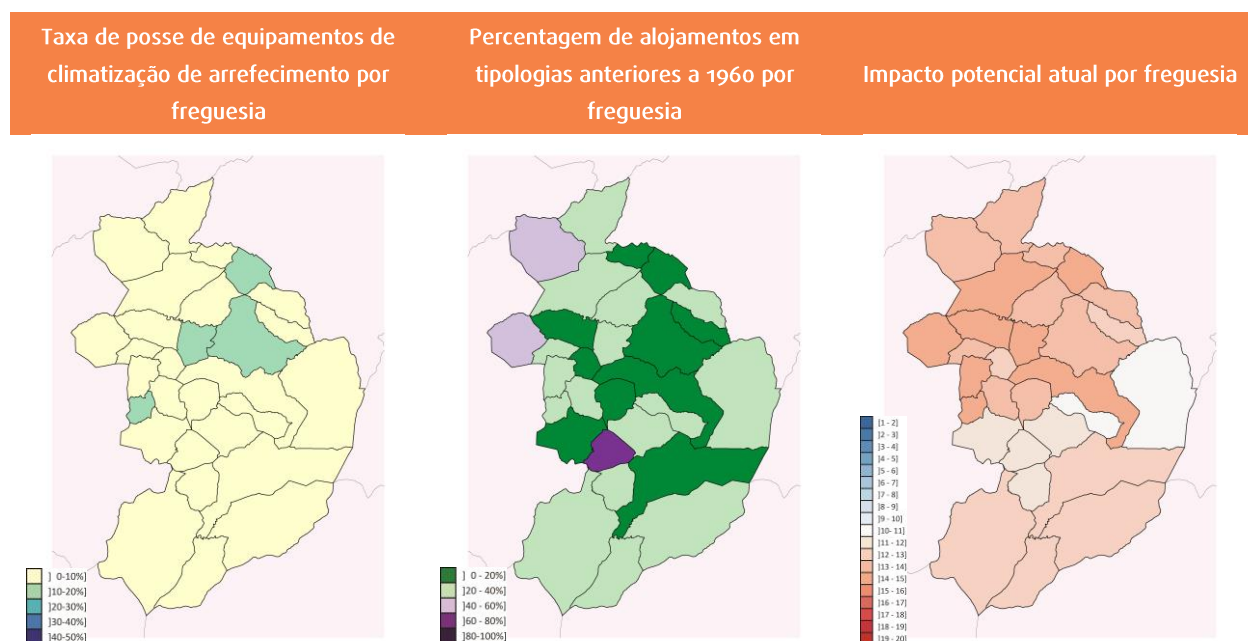 Taxa de posse de equipamentos de
climatização de arrefecimento por
freguesia
Percentagem de alojamentos em
tipologias anteriores a 1960 por
freguesia
Impacto potencial atual por freguesia
] 0-10%]
]10-20%]
]20-30%]
]30-40%]
]40-50%]
] 0 - 20%]
]20 - 40%]
]40 - 60%]
]60 - 80%]
]80-100%]
]1 - 2]
]2 - 3]
]3 - 4]
]4 - 5]
]5 - 6]
]6 - 7]
]7 - 8]
]8 - 9]
]9 - 10]
]10- 11]
]11 - 12]
]12 - 13]
]13 - 14]
]14 - 15]
]15 - 16]
]16 - 17]
]17 - 18]
]18 - 19]
]19 - 20]